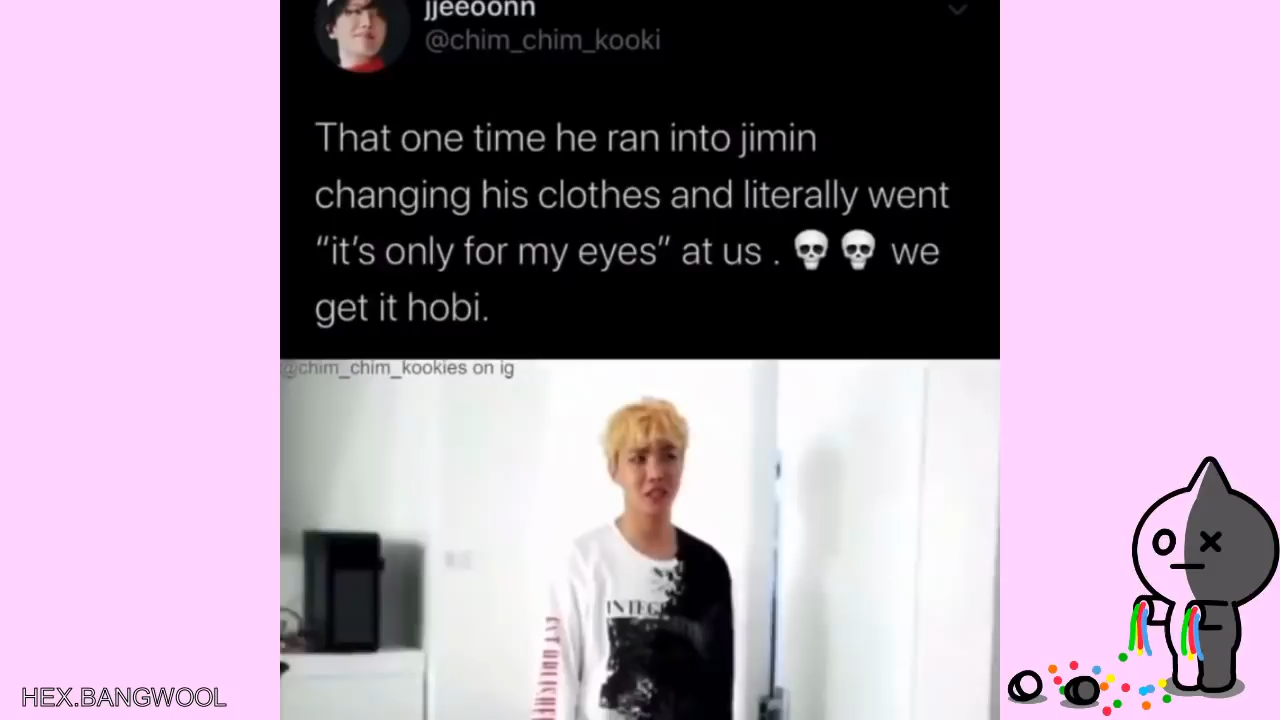 jjeeoonn
@chim_chim_kooki
That one time he ran into jimin
changing his clothes and literally went
“it’s only for my eyes” at us . 💀💀 we
get it hobi.
@chim_chim_kookies on ig
HEX.BANGWOOL